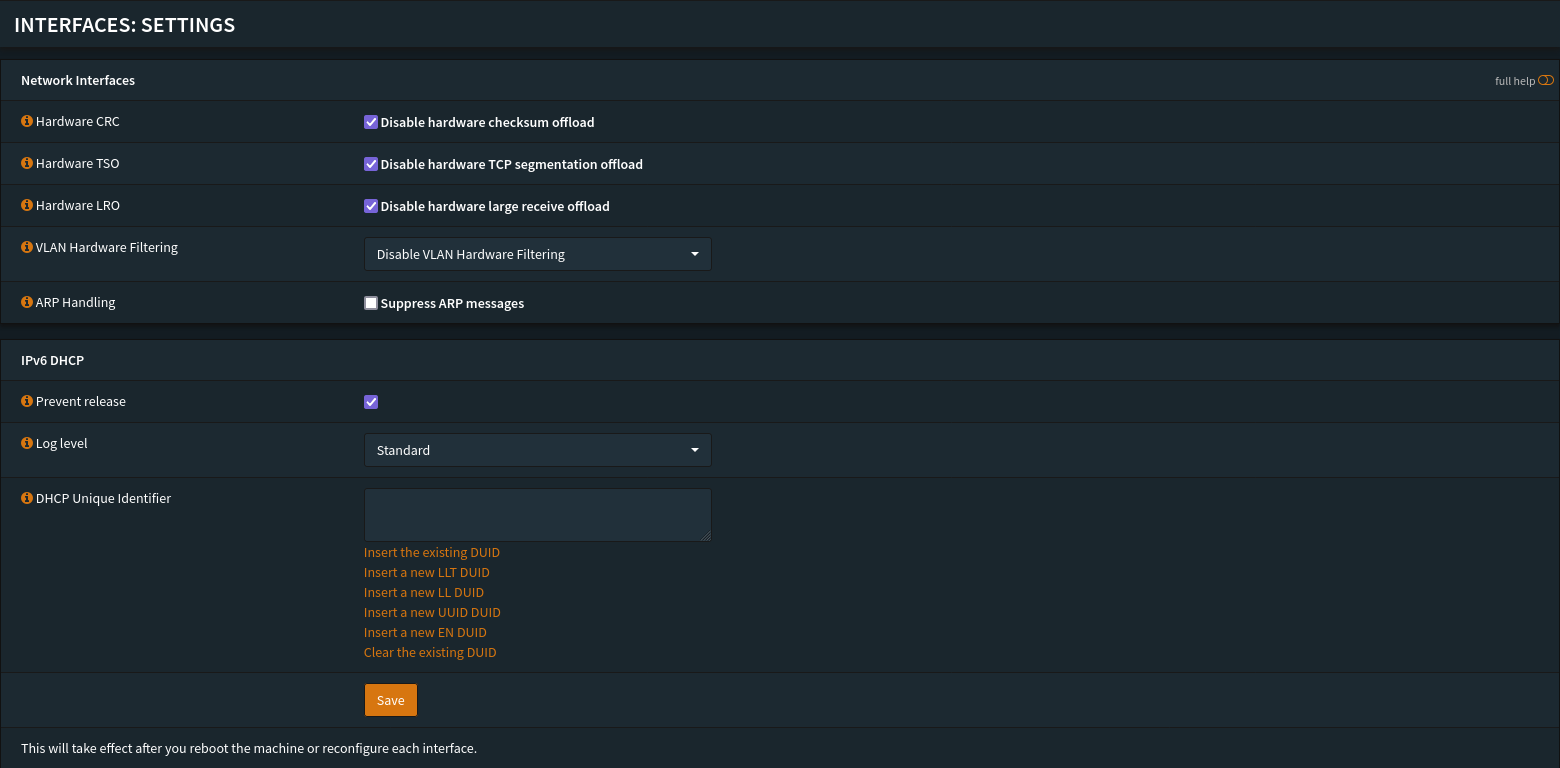 INTERFACES: SETTINGS
Network Interfaces
full help
Hardware CRC
Disable hardware checksum offload
Hardware TSO
Disable hardware TCP segmentation offload
Hardware LRO
Disable hardware large receive offload
VLAN Hardware Filtering
Disable VLAN Hardware Filtering
ARP Handling
Suppress ARP messages
IPv6 DHCP
Prevent release
Log level
Standard
DHCP Unique Identifier
Insert the existing DUID
Insert a new LLT DUID
Insert a new LL DUID
Insert a new UUID DUID
Insert a new EN DUID
Clear the existing DUID
Save
This will take effect after you reboot the machine or reconfigure each interface.